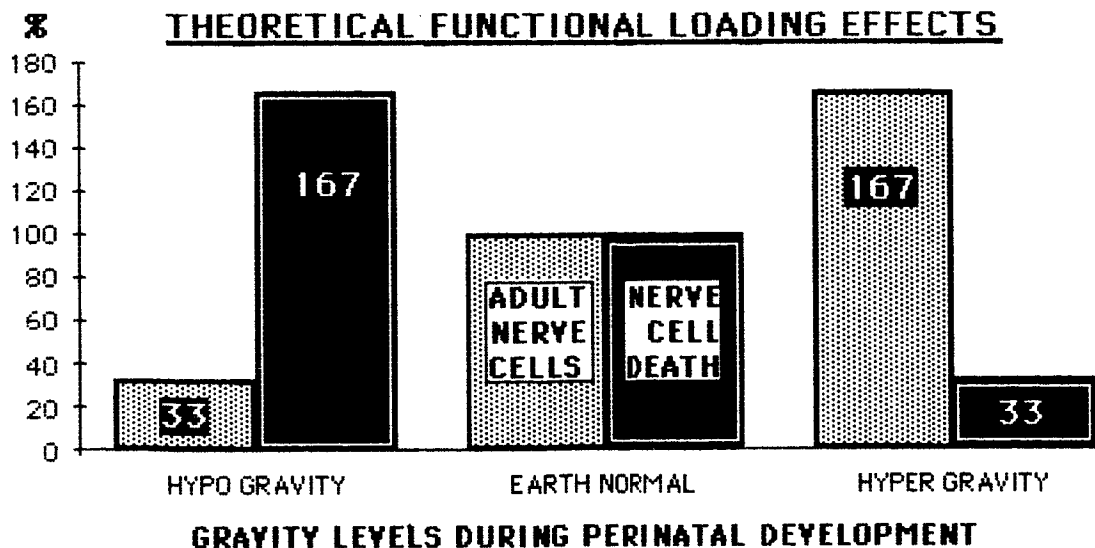 %
THEORETICAL FUNCTIONAL LOADING EFFECTS
180
160
140
120
100
80
60
40
20
0
33
167
ADULT
NERVE
CELLS
NERVE
CELL
DEATH
167
33
HYPO GRAVITY
EARTH NORMAL
HYPER GRAVITY
GRAVITY LEVELS DURING PERINATAL DEVELOPMENT